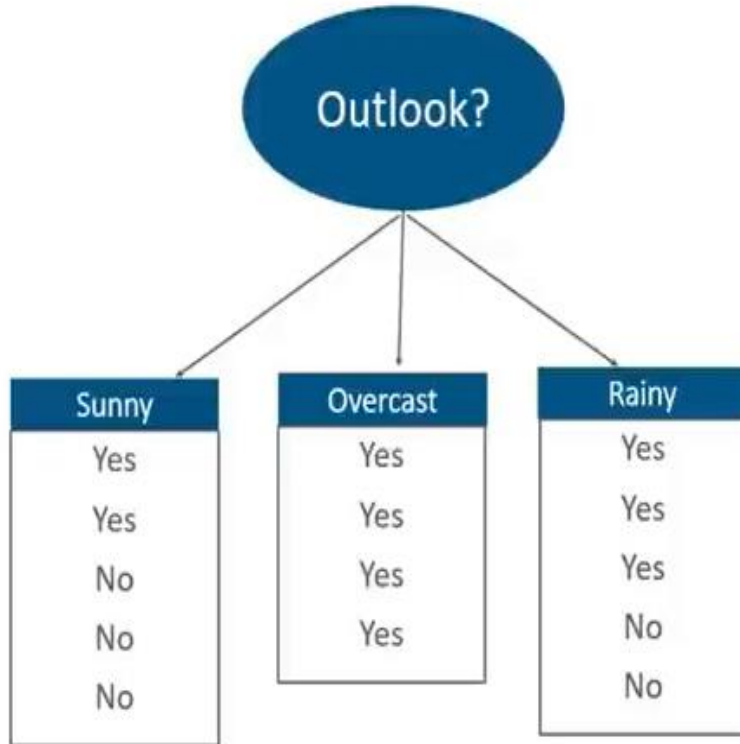 Outlook?
Sunny
Yes
Yes
No
No
No
Overcast
Yes
Yes
Yes
Yes
Rainy
Yes
Yes
Yes
No
No